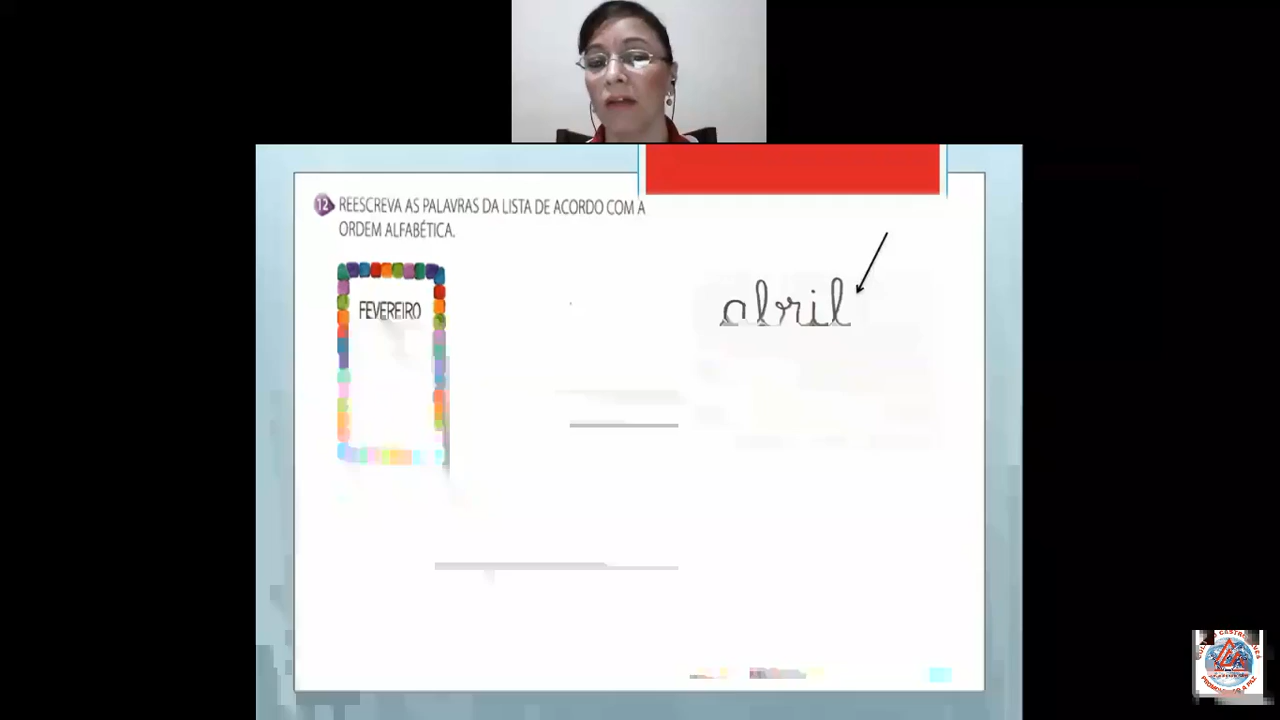 12 REESCREVA AS PALAVRAS DA LISTA DE ACORDO COM A
ORDEM ALFABÉTICA.
FEVEREIRO
abril